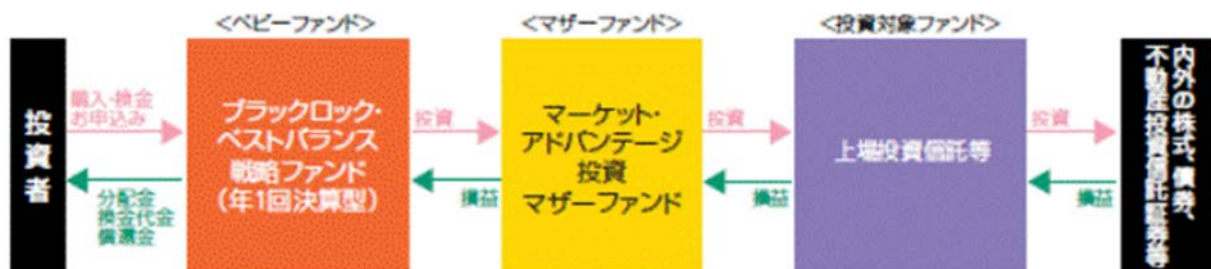 <ベビーファンド>
<マザーファンド>
<投資対象ファンド>
投資者
購入・換金
お申込み
分配金
換金代金
償還金
ブラックロック・
ベストバランス
戦略ファンド
(年1回決算型)
投資
損益
マーケット・
アドバンテージ
投資
マザーファンド
投資
損益
上場投資信託等
投資
損益
内外の株式、債券、
不動産投資信託証券等